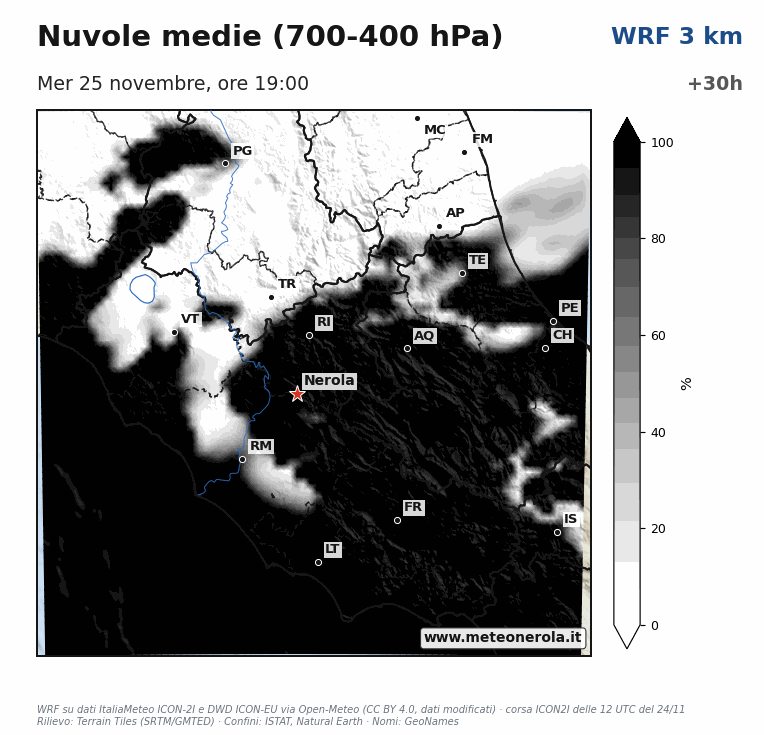 Nuvole medie (700-400 hPa)
WRF 3 km
Mer 25 novembre, ore 19:00
+30h
MC
FM
PG
AP
TE
TR
PE
VT
RI
AQ
CH
Nerola
RM
FR
IS
LT
www.meteonerola.it
100
80
60
40
20
0
%
WRF su dati ItaliaMeteo ICON-2I e DWD ICON-EU via Open-Meteo (CC BY 4.0, dati modificati) · corsa ICON2I delle 12 UTC del 24/11
Rilievo: Terrain Tiles (SRTM/GMTED) · Confini: ISTAT, Natural Earth · Nomi: GeoNames